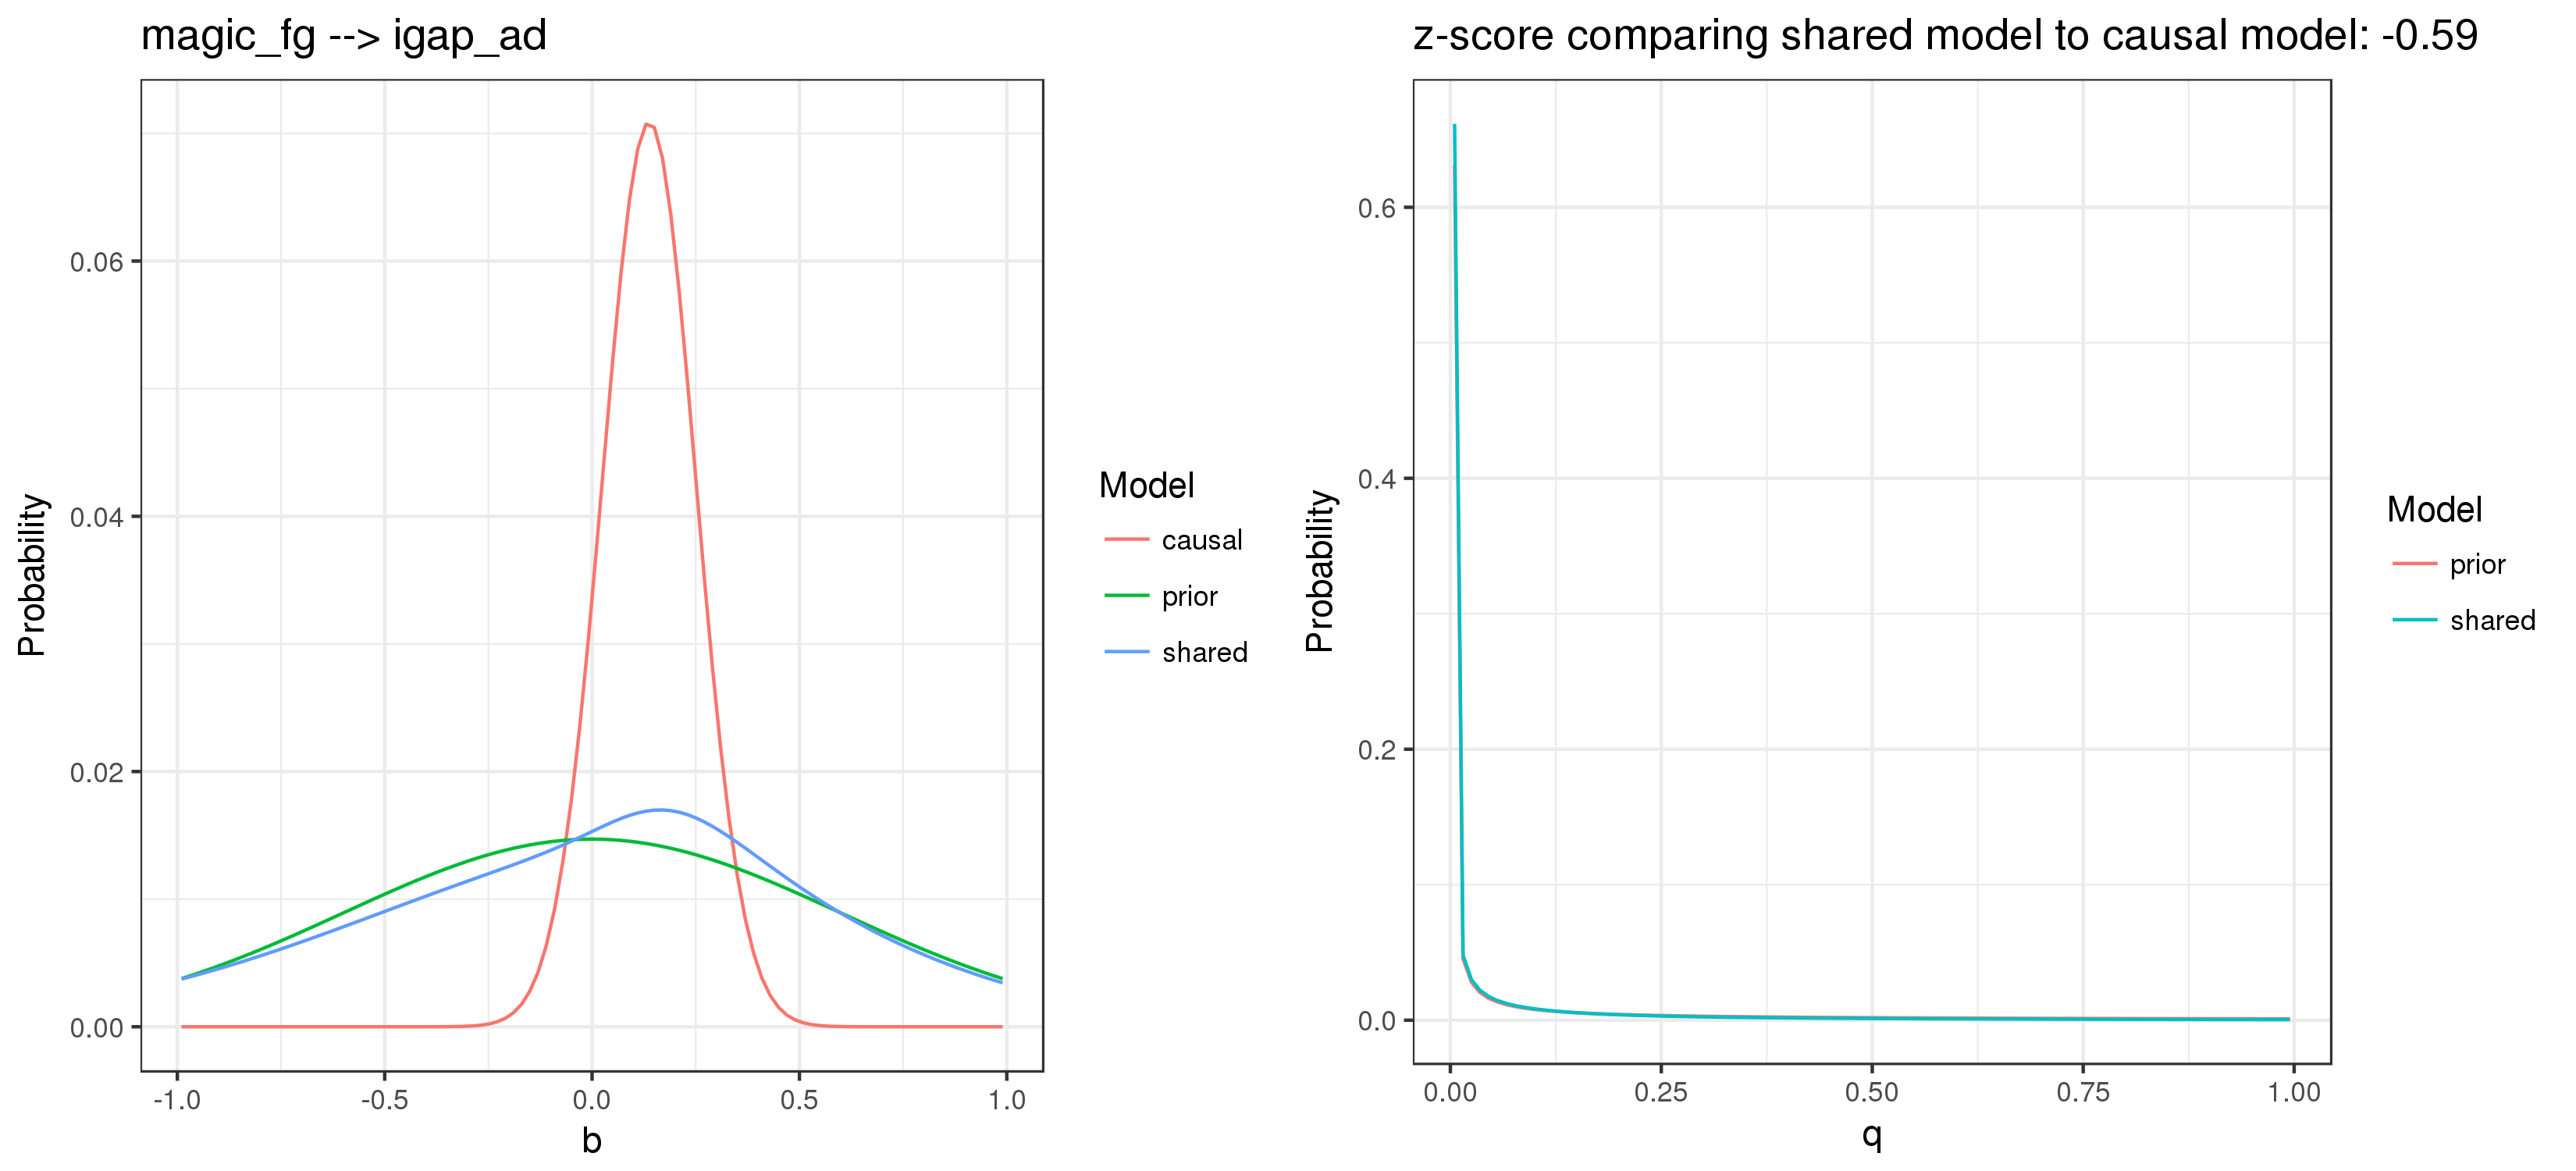 magic_fg --> igap_ad
Probability
0.06
0.04
0.02
0.00
-1.0
-0.5
0.0
0.5
1.0
b
Model
causal
prior
shared
z-score comparing shared model to causal model: -0.59
Probability
0.6
0.4
0.2
0.0
0.00
0.25
0.50
0.75
1.00
q
Model
prior
shared